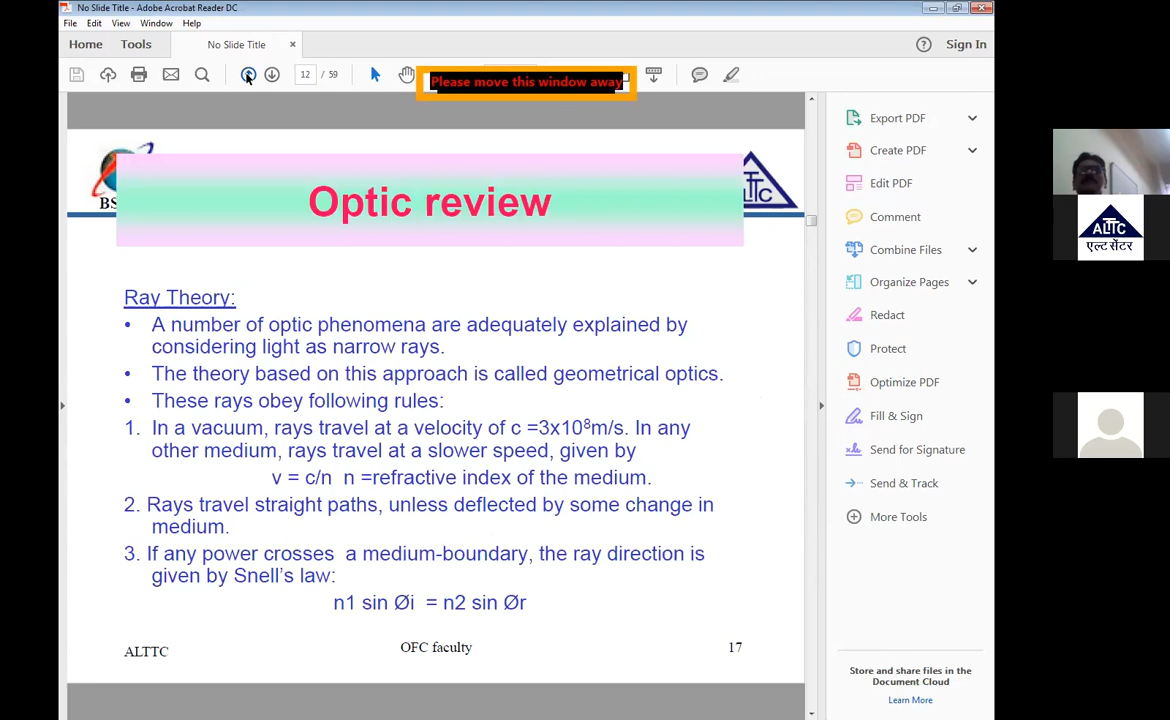 No Slide Title - Adobe Acrobat Reader DC
File Edit View Window Help
Home Tools No Slide Title × Sign In
12 / 59
Please move this window away
BS
TTC
Optic review
Ray Theory:
• A number of optic phenomena are adequately explained by
considering light as narrow rays.
• The theory based on this approach is called geometrical optics.
• These rays obey following rules:
1. In a vacuum, rays travel at a velocity of c =3x10⁸m/s. In any
other medium, rays travel at a slower speed, given by
v = c/n n =refractive index of the medium.
2. Rays travel straight paths, unless deflected by some change in
medium.
3. If any power crosses a medium-boundary, the ray direction is
given by Snell's law:
n1 sin Øi = n2 sin Ør
ALTTC OFC faculty 17
Export PDF
Create PDF
Edit PDF
Comment
Combine Files
Organize Pages
Redact
Protect
Optimize PDF
Fill & Sign
Send for Signature
Send & Track
More Tools
Store and share files in the
Document Cloud
Learn More
ALTTC
एल्टसेंटर